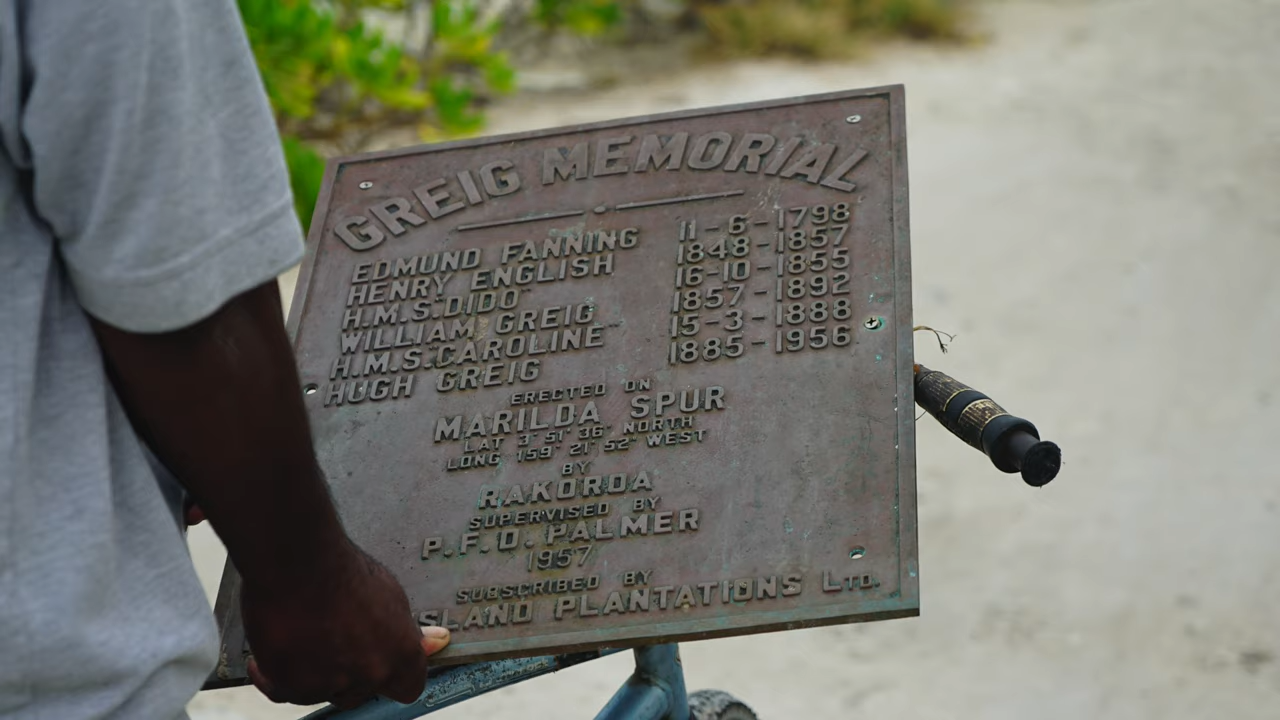 GREIG MEMORIAL
EDMUND FANNING 11-6-1798
HENRY ENGLISH 1848-1857
H.M.S.DIDO 16-10-1855
WILLIAM GREIG 1857-1892
H.M.S.CAROLINE 15-3-1888
HUGH GREIG 1885-1956
ERECTED ON
MARILDA SPUR
LAT 3° 51' 36" NORTH
LONG 159° 21' 52" WEST
BY
RAKORDA
SUPERVISED BY
P.F.D.PALMER
1957
SUBSCRIBED BY
SLAND PLANTATIONS LTD.